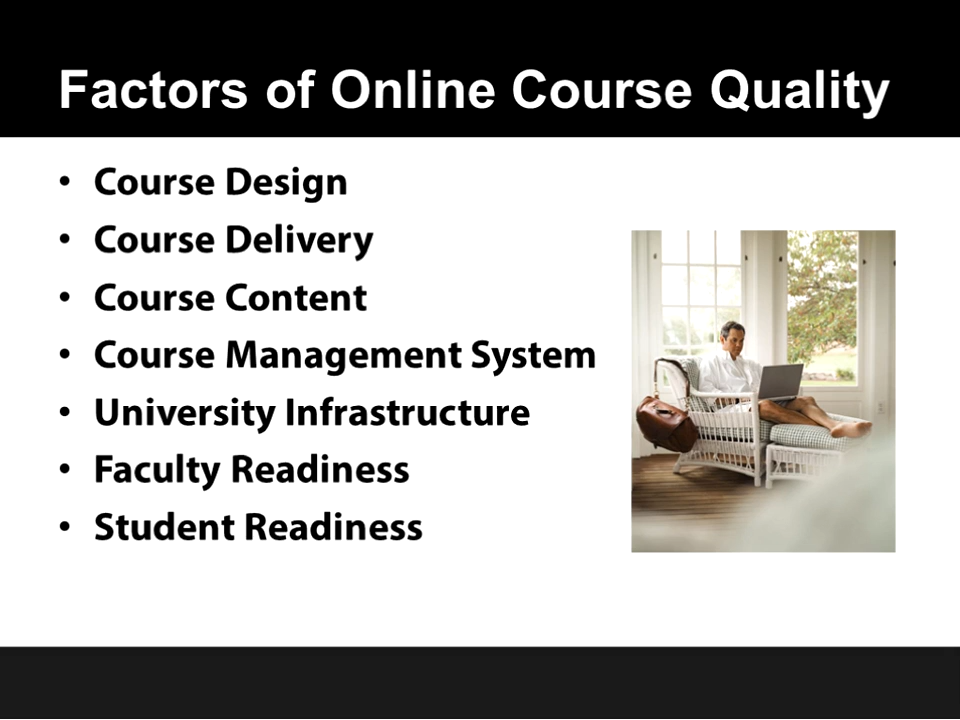 Factors of Online Course Quality
• Course Design
• Course Delivery
• Course Content
• Course Management System
• University Infrastructure
• Faculty Readiness
• Student Readiness